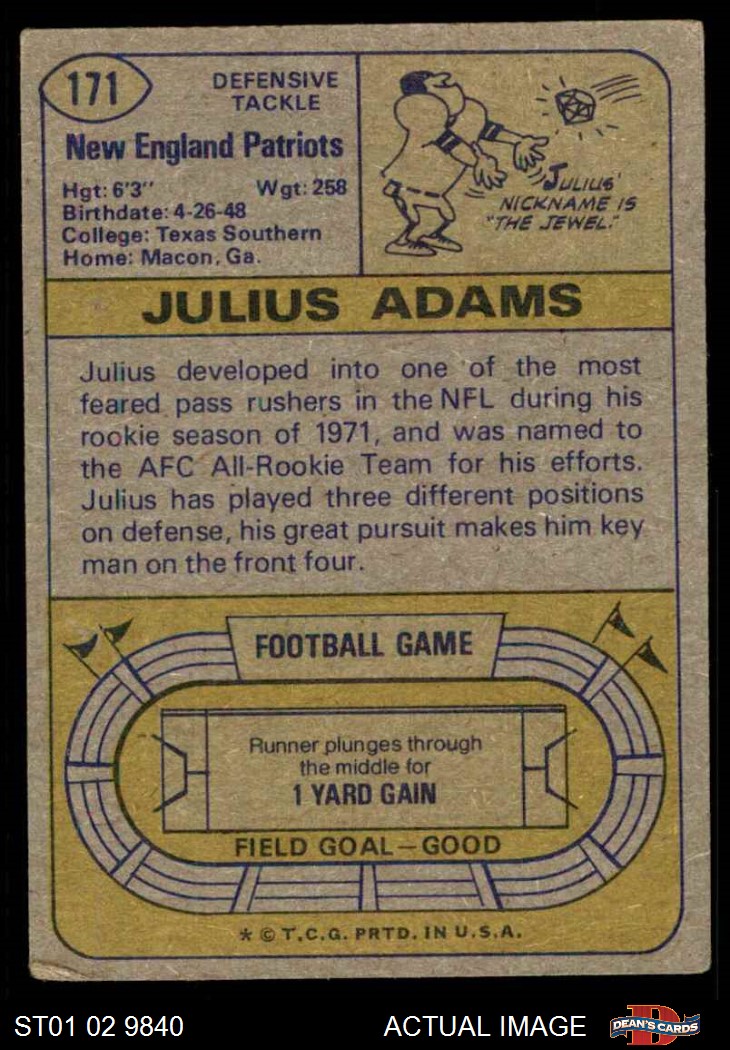 171
DEFENSIVE
TACKLE
New England Patriots
Hgt: 6'3" Wgt: 258
Birthdate: 4-26-48
College: Texas Southern
Home: Macon, Ga.
JULIUS'
NICKNAME IS
"THE JEWEL."
JULIUS ADAMS
Julius developed into one of the most
feared pass rushers in the NFL during his
rookie season of 1971, and was named to
the AFC All-Rookie Team for his efforts.
Julius has played three different positions
on defense, his great pursuit makes him key
man on the front four.
FOOTBALL GAME
Runner plunges through
the middle for
1 YARD GAIN
FIELD GOAL—GOOD
* © T.C.G. PRTD. IN U.S.A.
ST01 02 9840
ACTUAL IMAGE
D
DEAN'S CARDS